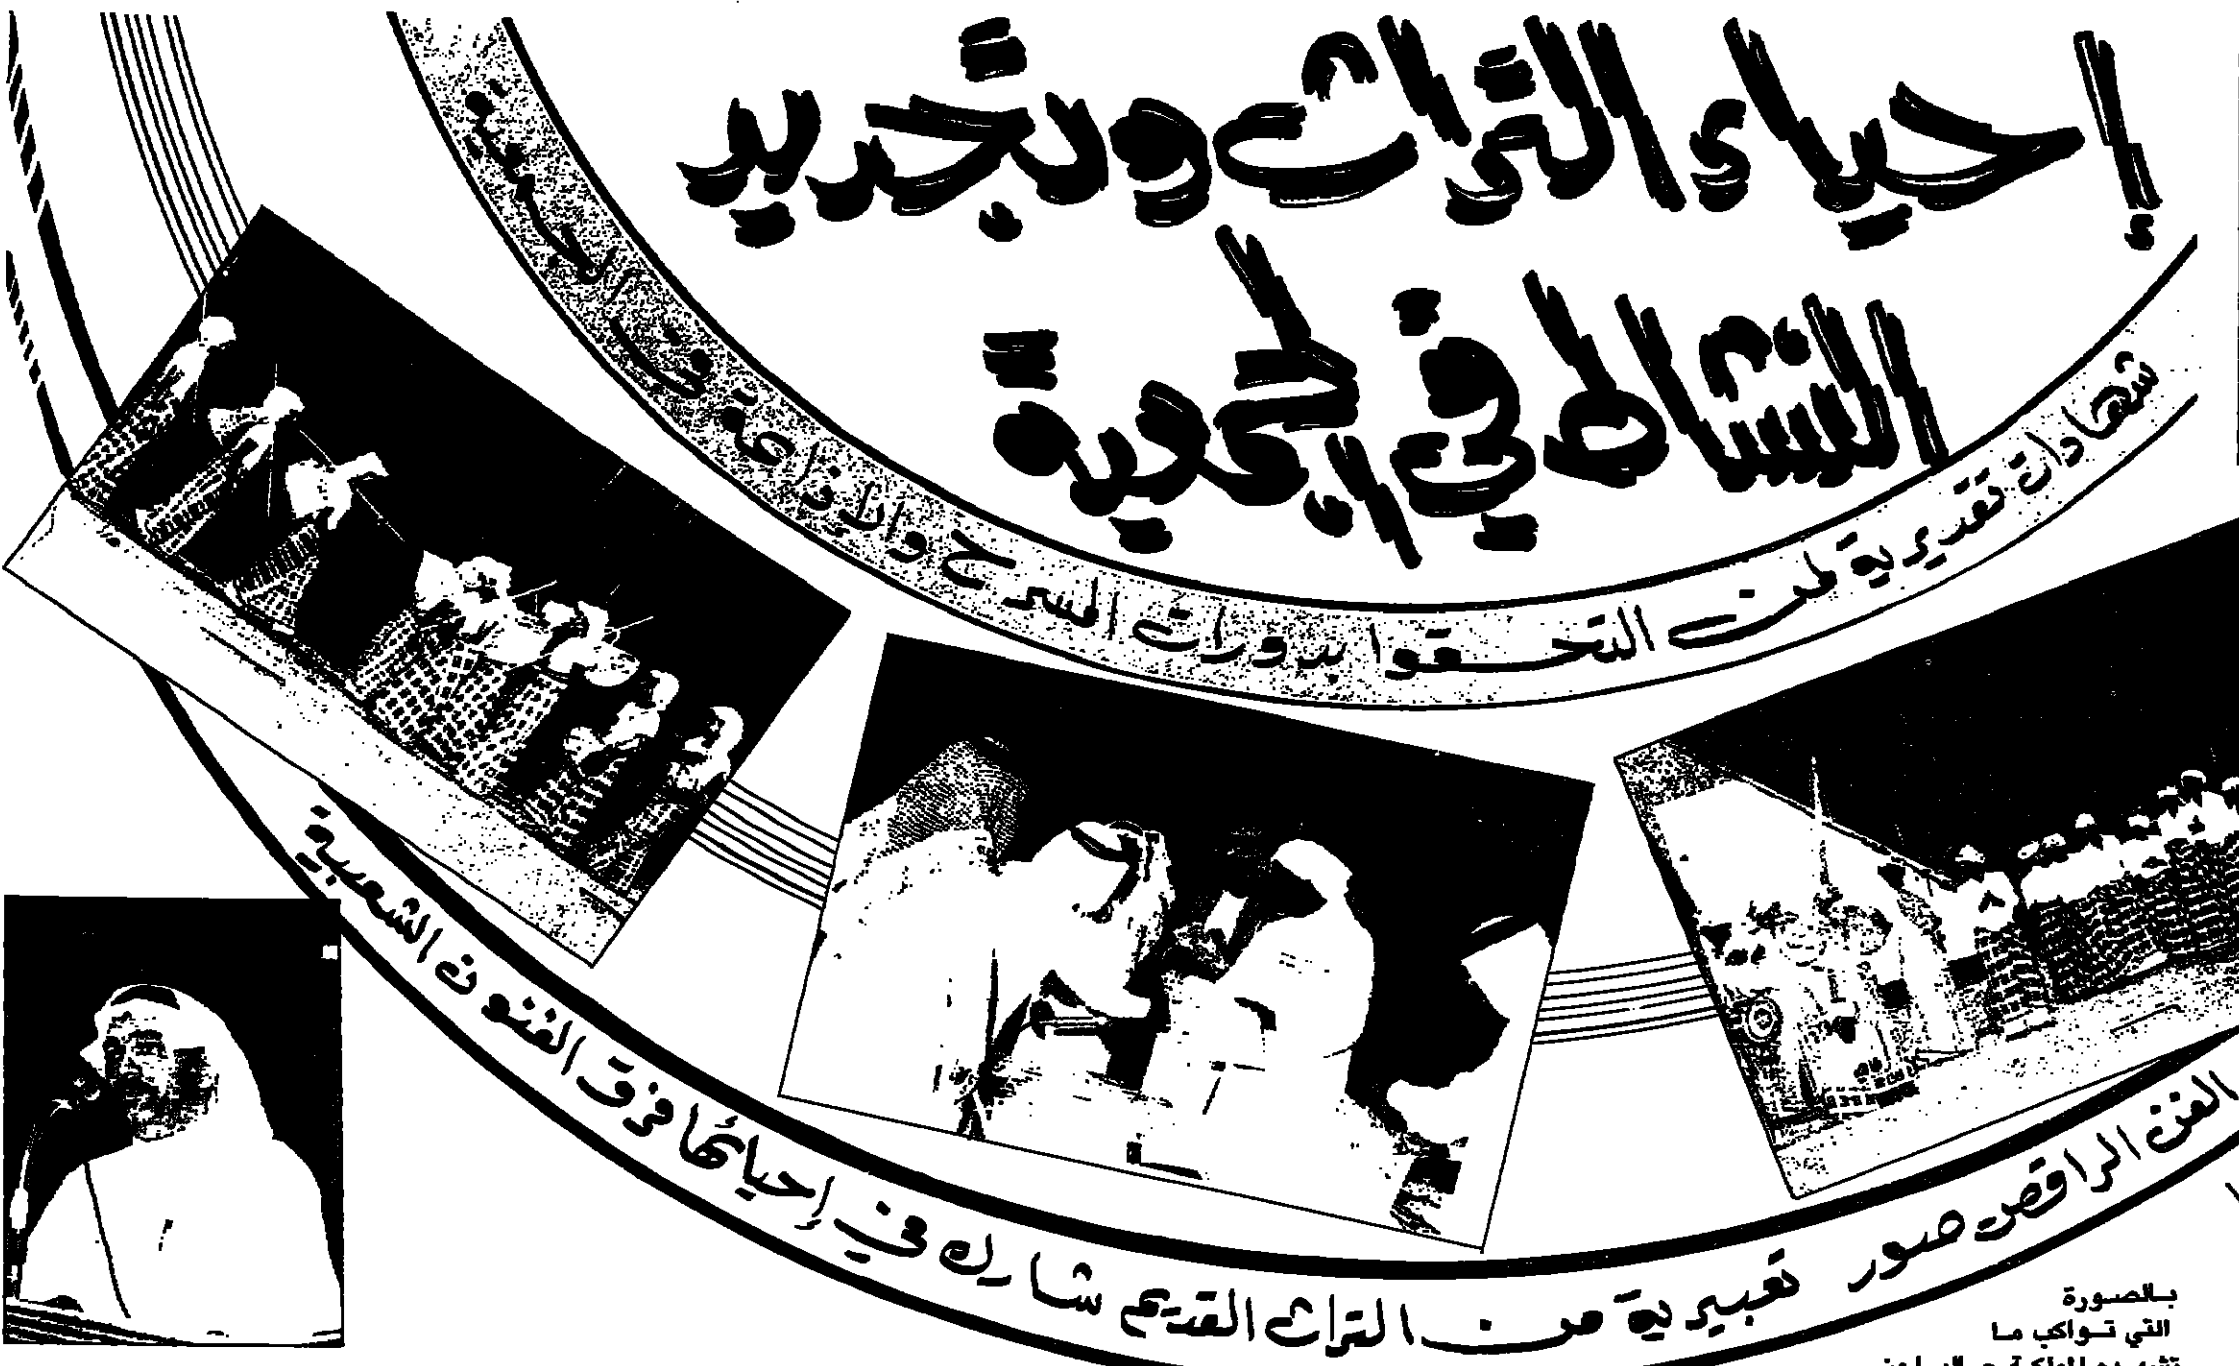 إحياء التراث وتجديد
النشاط في الجمعية
شهادات تقديرية لمن التحقوا بدورات المسرح والإذاعة وفن
الفن الراقص صور تعبيرية من التراث القديم شارك في إحيائها فرق الفنون الشعبية
بالصورة
التي تواكب ما